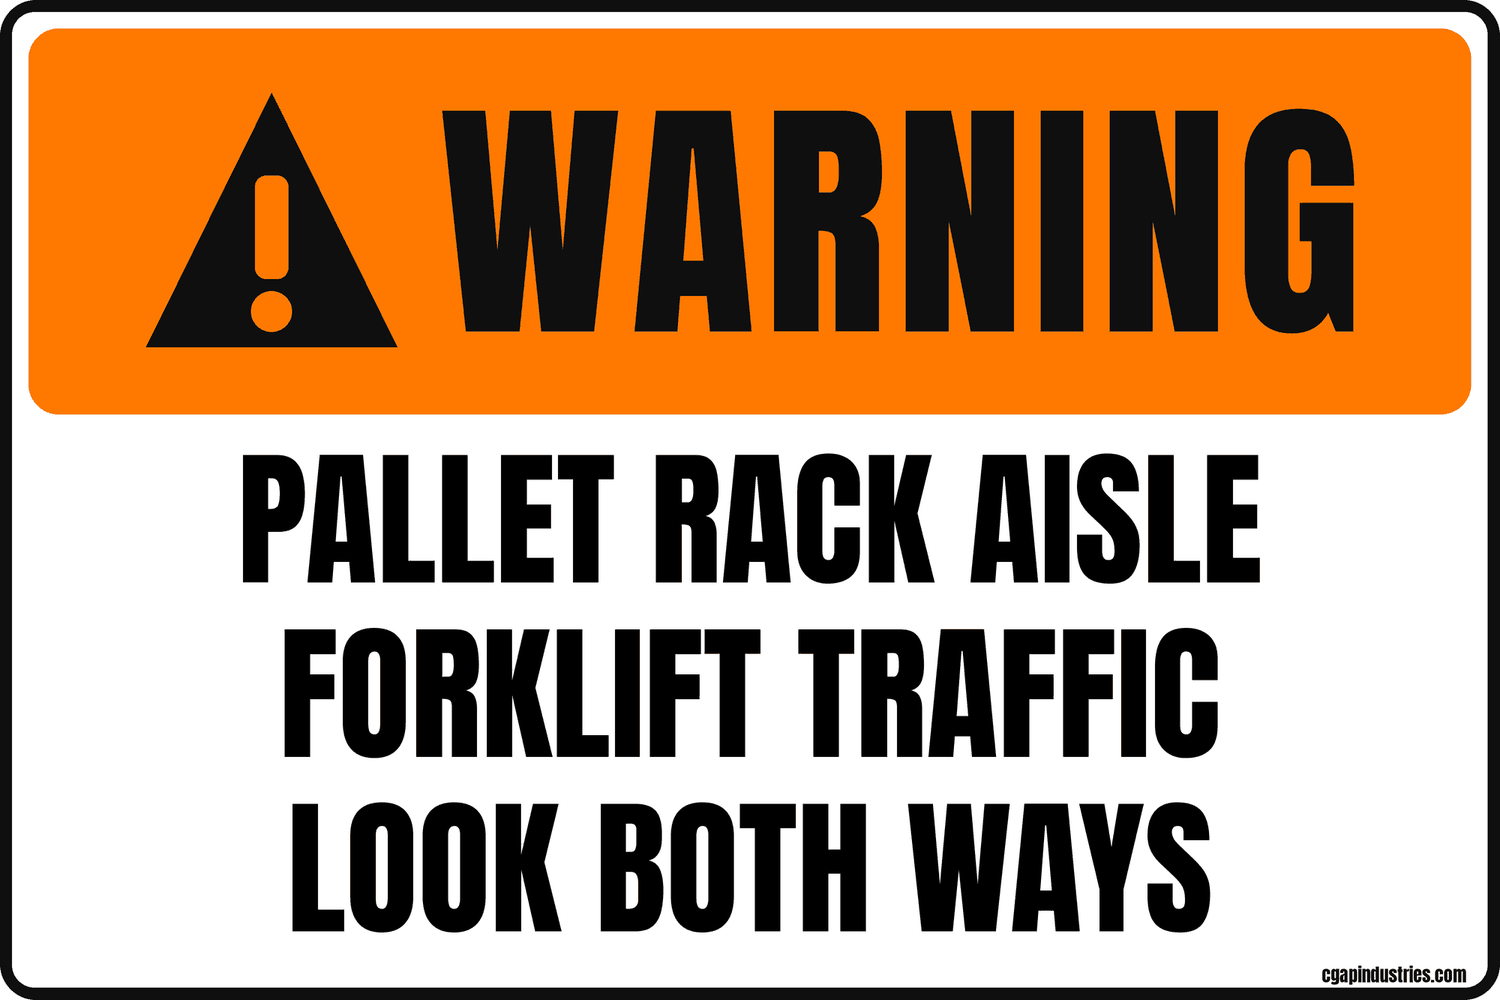 WARNING
PALLET RACK AISLE
FORKLIFT TRAFFIC
LOOK BOTH WAYS
cgapindustries.com